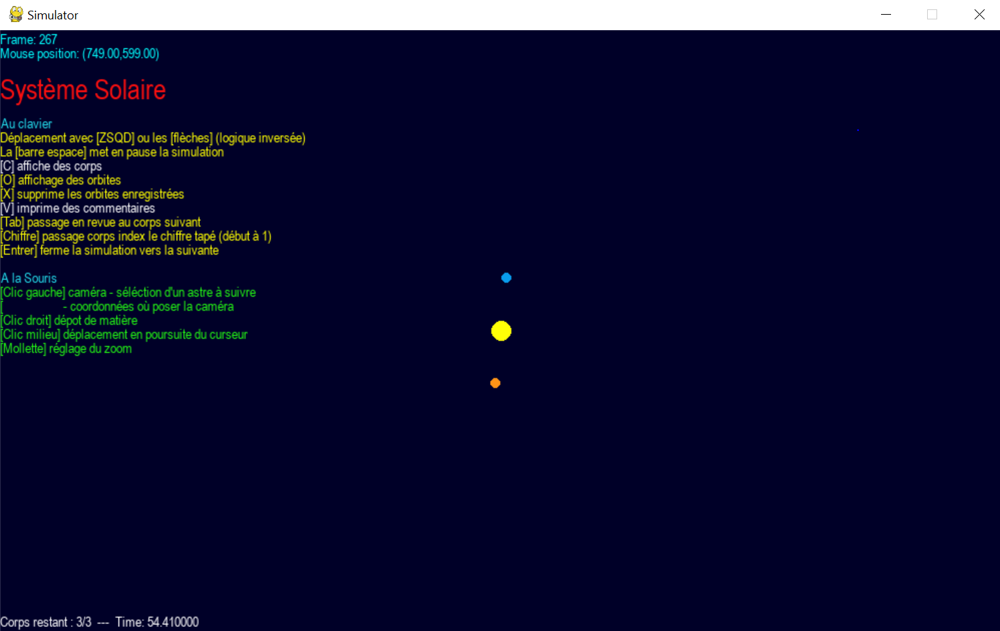 Simulator
Frame: 267
Mouse position: (749.00,599.00)
Système Solaire
Au clavier
Déplacement avec [ZSQD] ou les [flèches] (logique inversée)
La [barre espace] met en pause la simulation
[C] affiche des corps
[O] affichage des orbites
[X] supprime les orbites enregistrées
[V] imprime des commentaires
[Tab] passage en revue au corps suivant
[Chiffre] passage corps index le chiffre tapé (début à 1)
[Entrer] ferme la simulation vers la suivante
A la Souris
[Clic gauche] caméra - séléction d'un astre à suivre
[ - coordonnées où poser la caméra
[Clic droit] dépot de matière
[Clic milieu] déplacement en poursuite du curseur
[Mollette] réglage du zoom
Corps restant : 3/3 --- Time: 54.410000